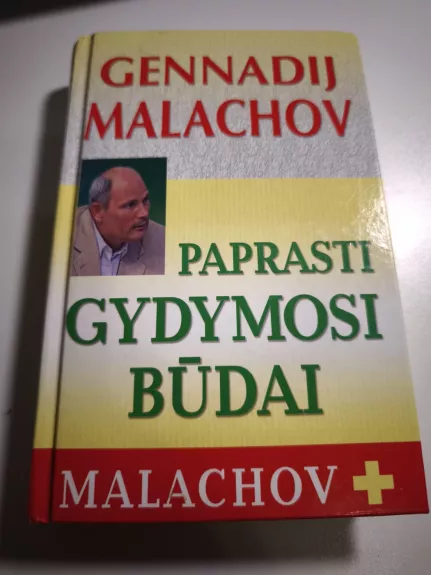 GENNADIJ
MALACHOV
PAPRASTI
GYDYMOSI
BŪDAI
MALACHOV +